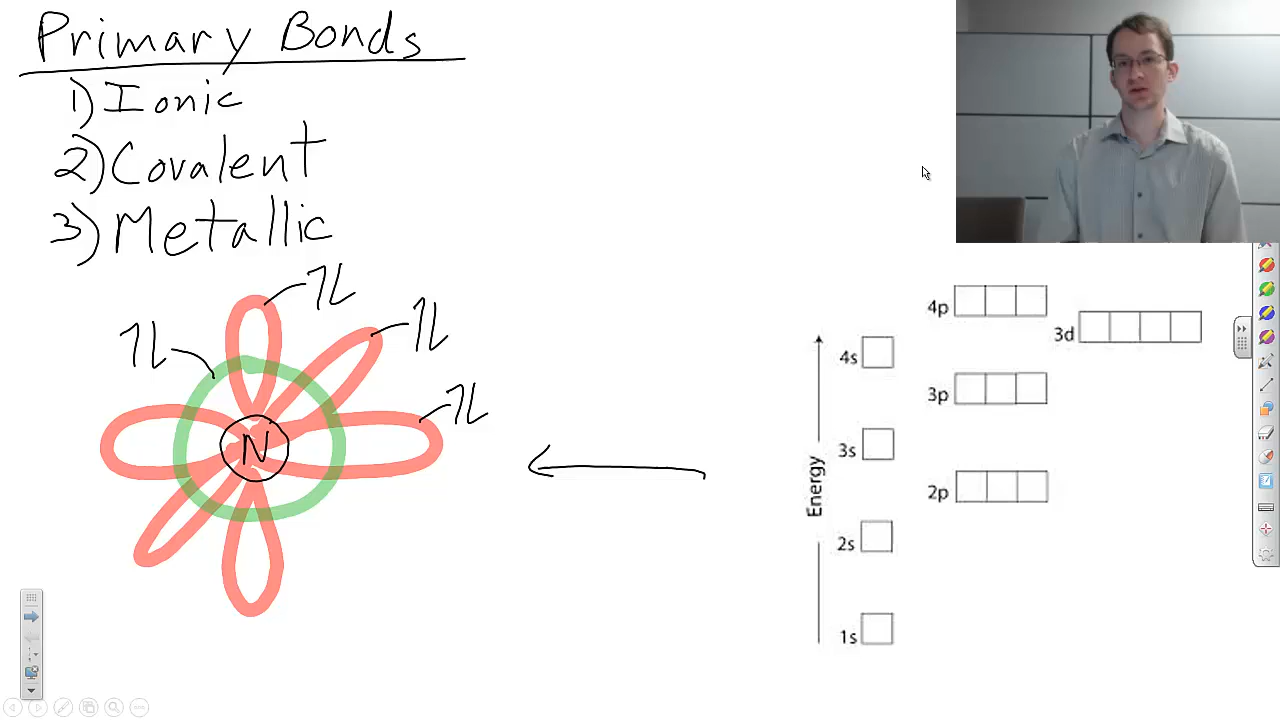 Primary Bonds
1) Ionic
2) Covalent
3) Metallic
N
4p
3d
4s
3p
3s
Energy
2p
2s
1s